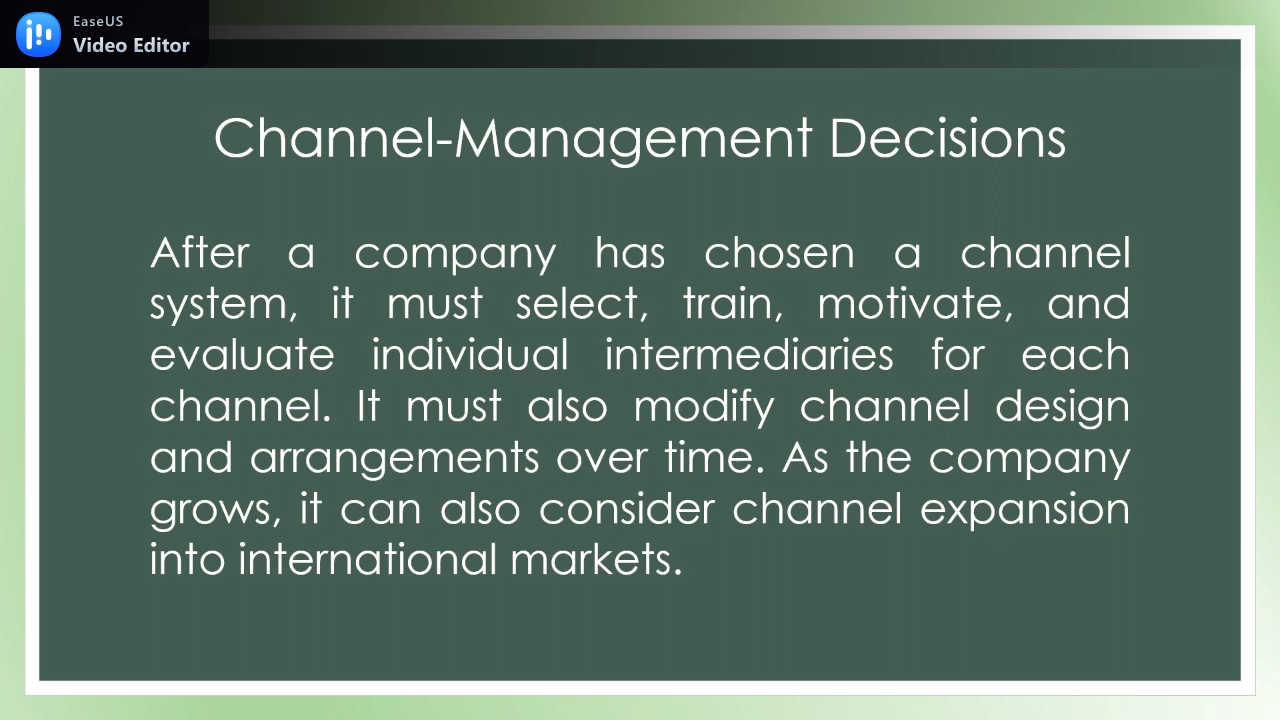 EaseUS
Video Editor
Channel-Management Decisions
After a company has chosen a channel
system, it must select, train, motivate, and
evaluate individual intermediaries for each
channel. It must also modify channel design
and arrangements over time. As the company
grows, it can also consider channel expansion
into international markets.